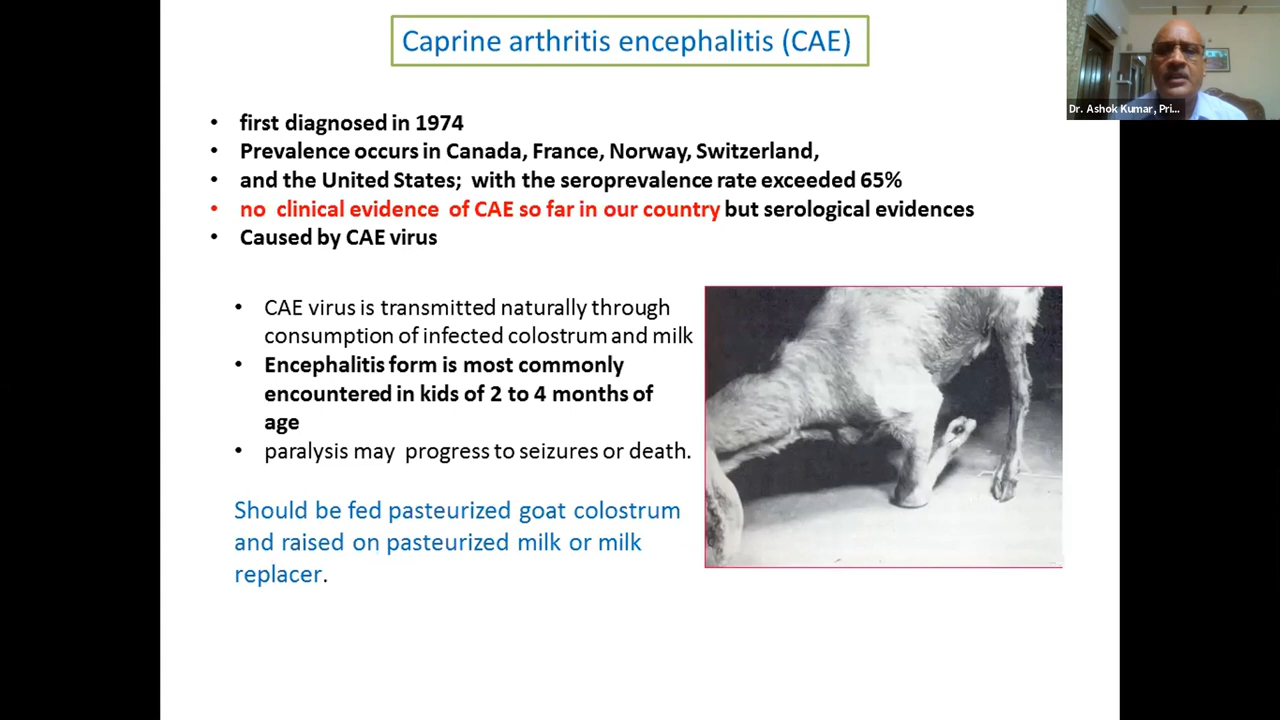 Caprine arthritis encephalitis (CAE)
Dr. Ashok Kumar, Pri...
• first diagnosed in 1974
• Prevalence occurs in Canada, France, Norway, Switzerland,
• and the United States; with the seroprevalence rate exceeded 65%
• no clinical evidence of CAE so far in our country but serological evidences
• Caused by CAE virus
• CAE virus is transmitted naturally through
consumption of infected colostrum and milk
• Encephalitis form is most commonly
encountered in kids of 2 to 4 months of
age
• paralysis may progress to seizures or death.
Should be fed pasteurized goat colostrum
and raised on pasteurized milk or milk
replacer.